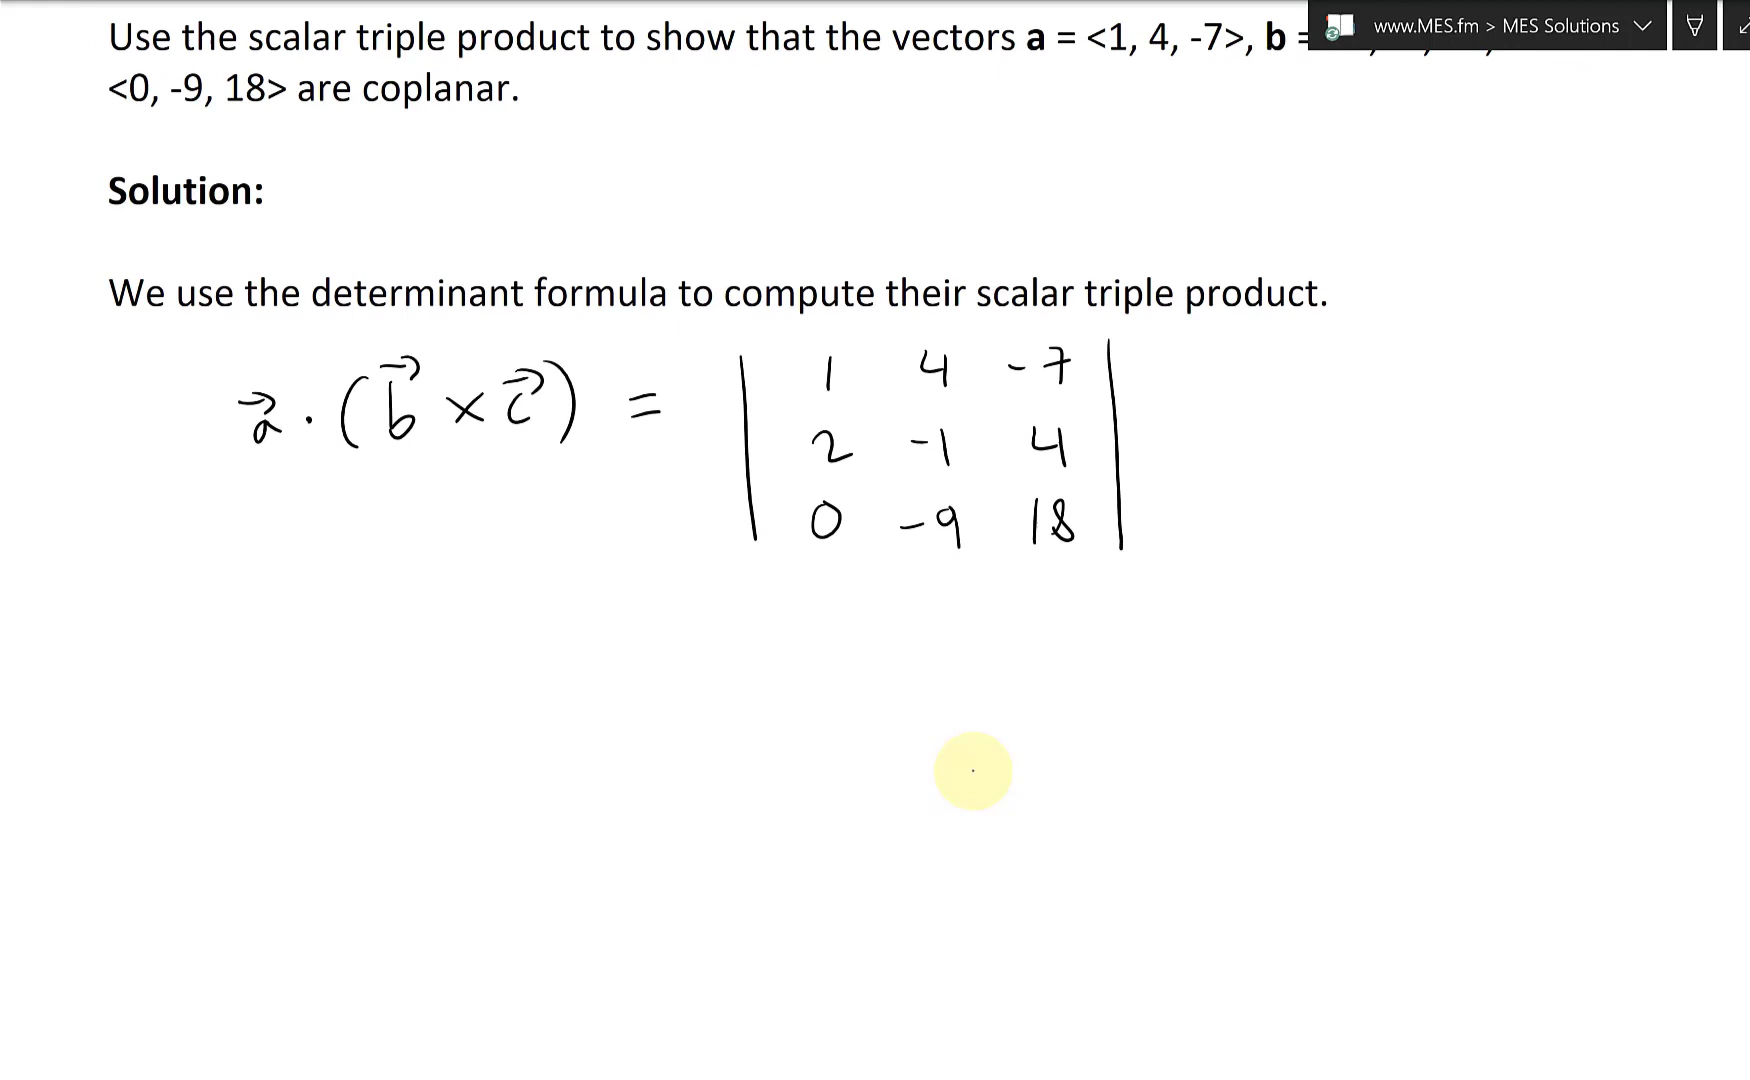 www.MES.fm > MES Solutions
Use the scalar triple product to show that the vectors a = <1, 4, -7>, b =
<0, -9, 18> are coplanar.
Solution:
We use the determinant formula to compute their scalar triple product.
a⃗ · (b⃗ × c⃗) = | 1 4 -7 |
2 -1 4
0 -9 18